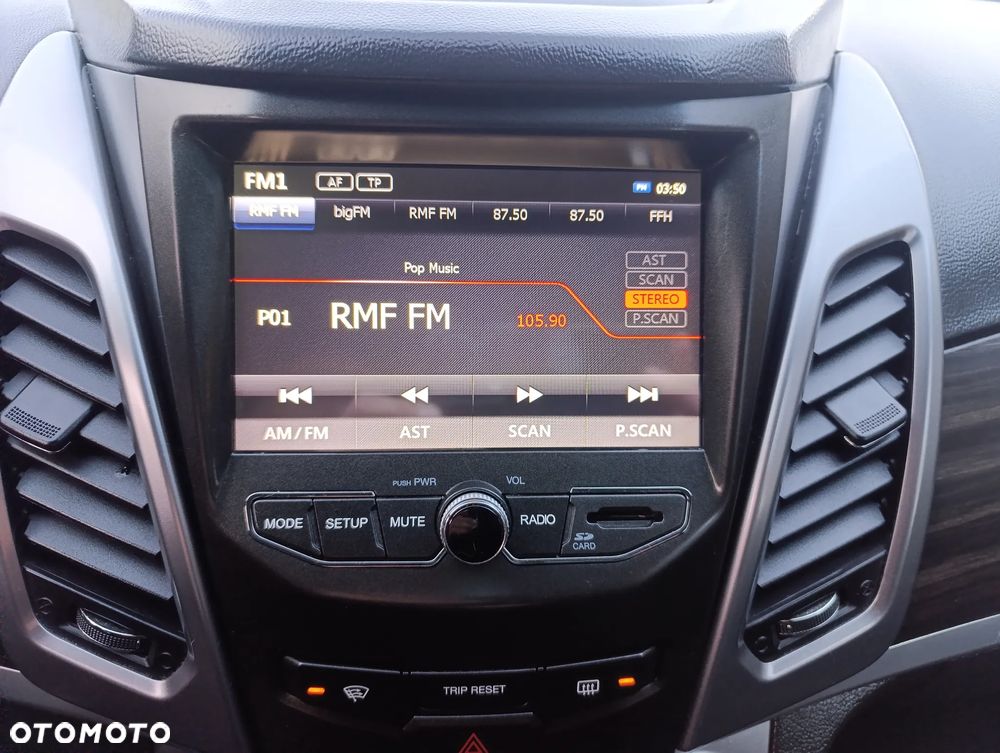 FM1 AF TP PM 03:50
RMF FM bigFM RMF FM 87.50 87.50 FFH
Pop Music
AST
SCAN
STEREO
P.SCAN
P01 RMF FM 105.90
AM/FM AST SCAN P.SCAN
PUSH PWR VOL
MODE SETUP MUTE RADIO
SD
CARD
TRIP RESET
OTOMOTO